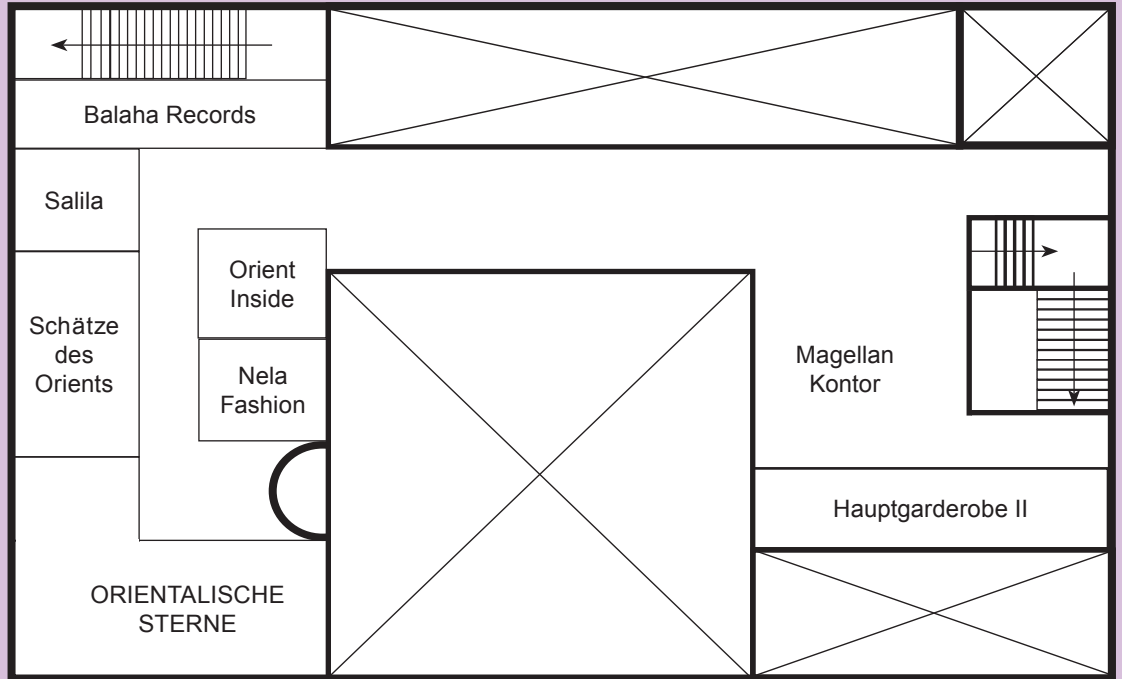 Balaha Records
Salila
Orient
Inside
Schätze
des
Orients
Nela
Fashion
Magellan
Kontor
Hauptgarderobe II
ORIENTALISCHE
STERNE